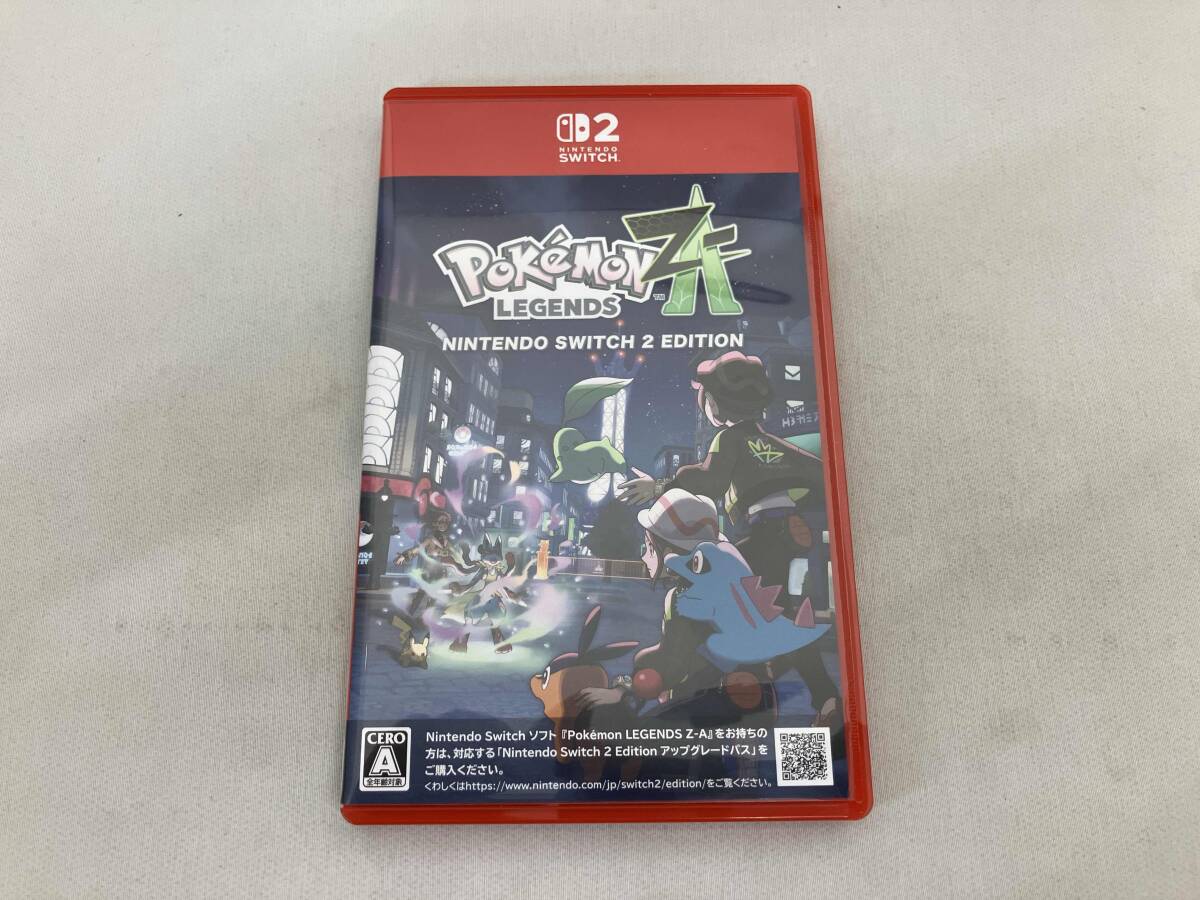 2
NINTENDO
SWITCH™
POKÉMON ZA
LEGENDS™
NINTENDO SWITCH 2 EDITION
CERO
A
全年齢対象
Nintendo Switch ソフト『Pokémon LEGENDS Z-A』をお持ちの
方は、対応する「Nintendo Switch 2 Edition アップグレードパス」を
ご購入ください。
くわしくはhttps://www.nintendo.com/jp/switch2/edition/をご覧ください。